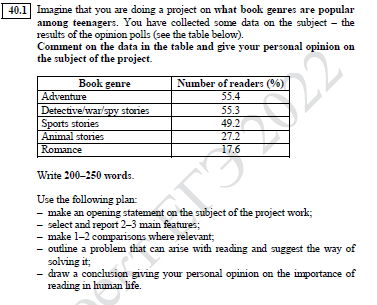 40.1 Imagine that you are doing a project on what book genres are popular
among teenagers. You have collected some data on the subject – the
results of the opinion polls (see the table below).
Comment on the data in the table and give your personal opinion on
the subject of the project.
Book genre Number of readers (%)
Adventure 55.4
Detective/war/spy stories 55.3
Sports stories 49.2
Animal stories 27.2
Romance 17.6
Write 200–250 words.
Use the following plan:
– make an opening statement on the subject of the project work;
– select and report 2–3 main features;
– make 1–2 comparisons where relevant;
– outline a problem that can arise with reading and suggest the way of
solving it;
– draw a conclusion giving your personal opinion on the importance of
reading in human life.
ЕГЭ 2022